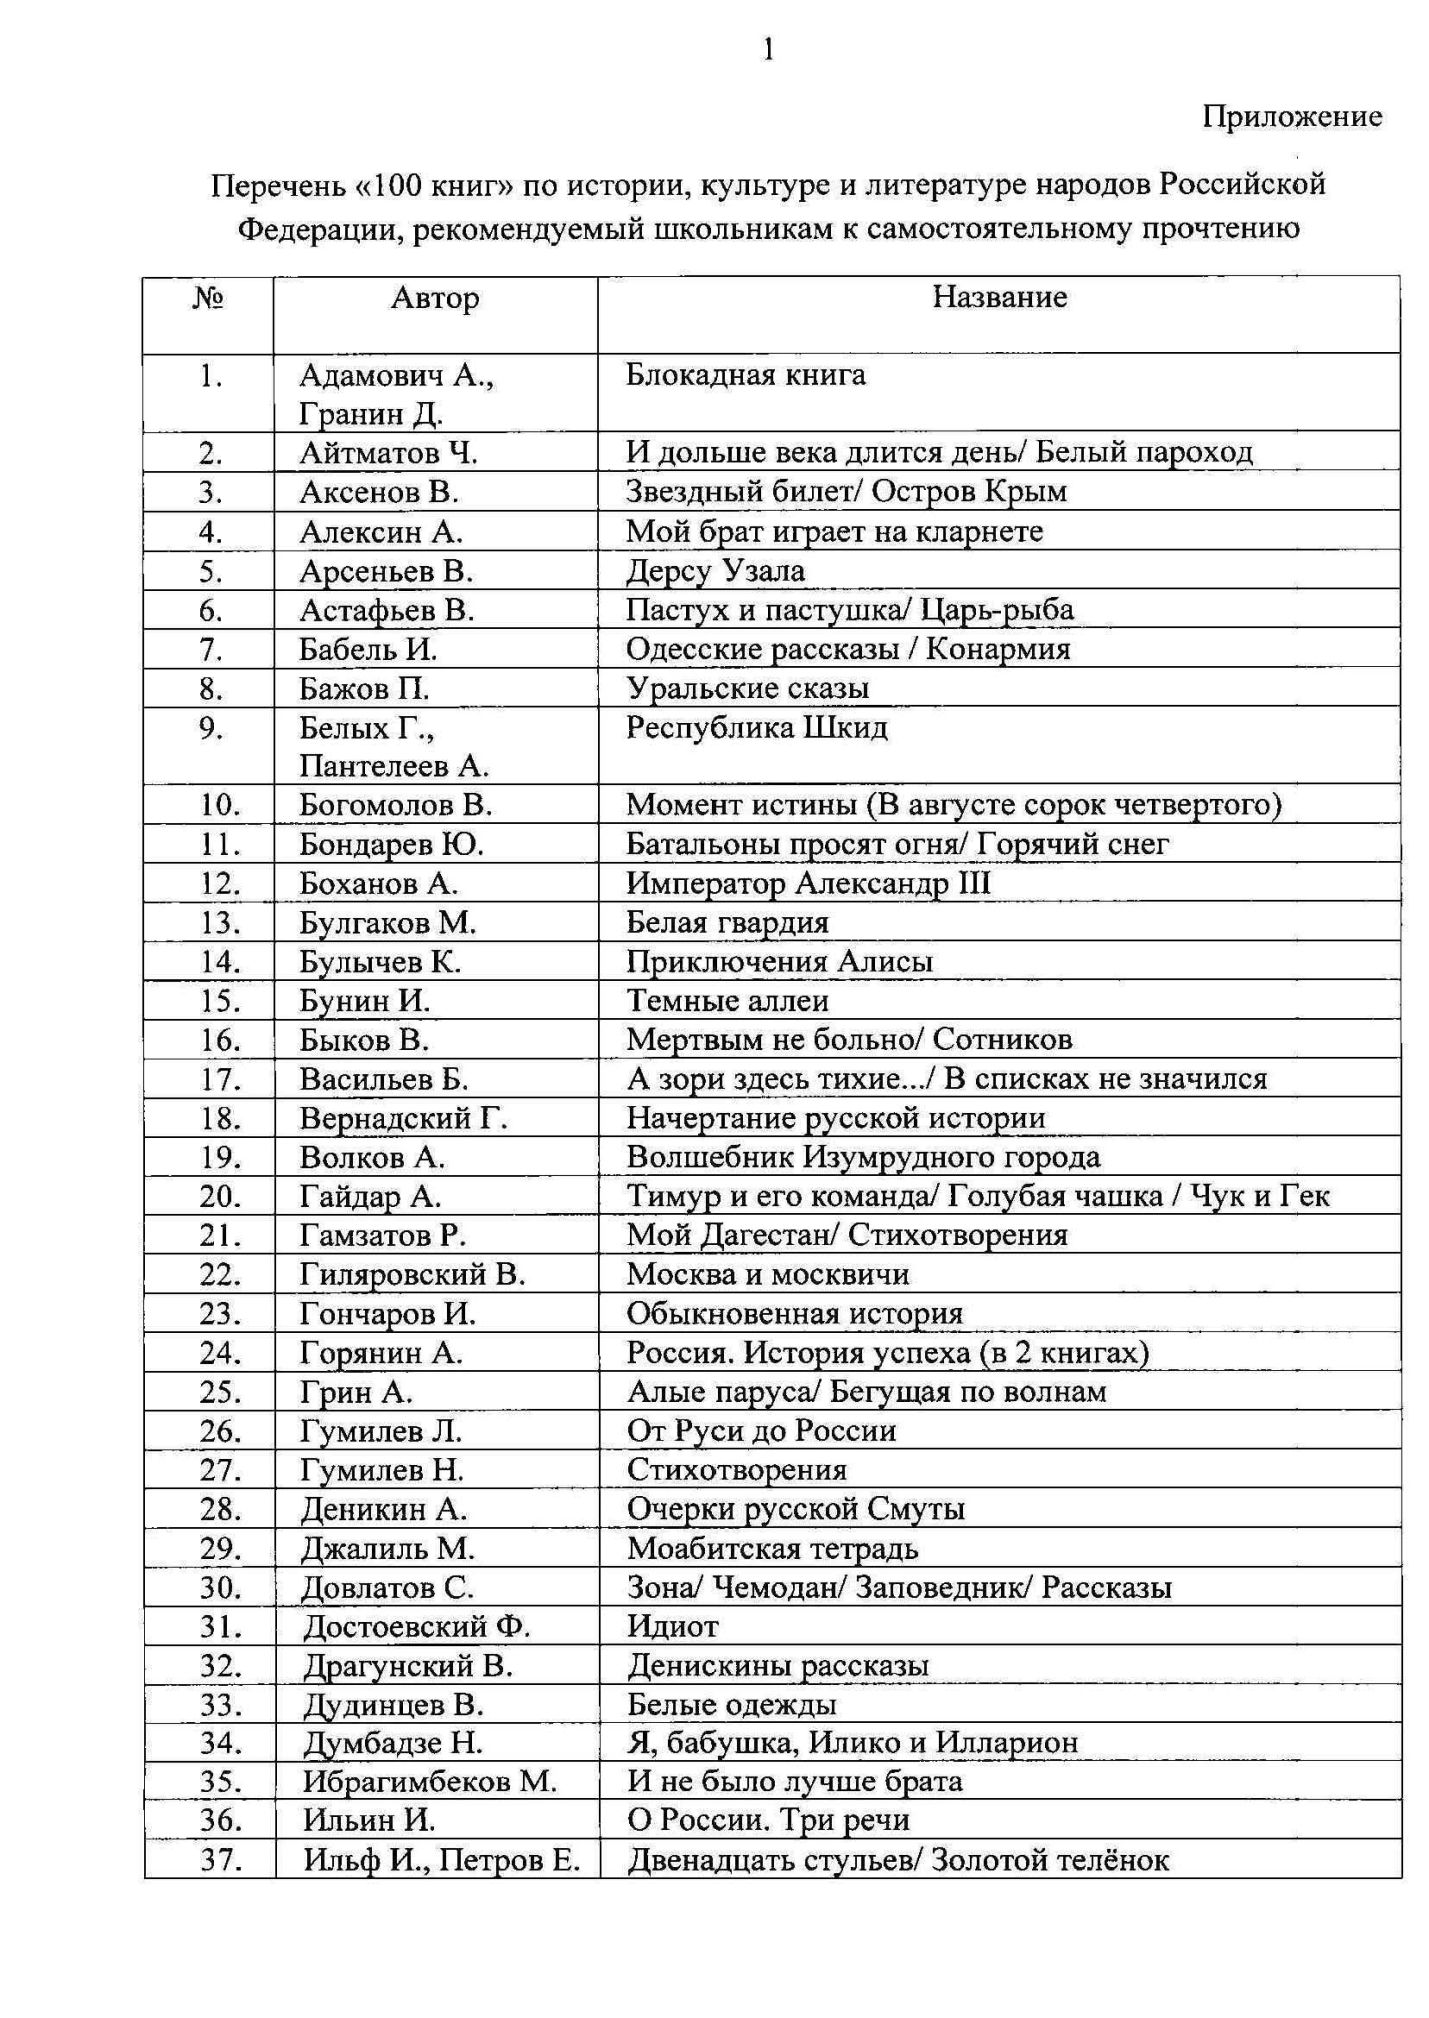 1
Приложение
Перечень «100 книг» по истории, культуре и литературе народов Российской
Федерации, рекомендуемый школьникам к самостоятельному прочтению
№ Автор Название
1. Адамович А., Блокадная книга
Гранин Д.
2. Айтматов Ч. И дольше века длится день/ Белый пароход
3. Аксенов В. Звездный билет/ Остров Крым
4. Алексин А. Мой брат играет на кларнете
5. Арсеньев В. Дерсу Узала
6. Астафьев В. Пастух и пастушка/ Царь-рыба
7. Бабель И. Одесские рассказы / Конармия
8. Бажов П. Уральские сказы
9. Белых Г., Республика Шкид
Пантелеев А.
10. Богомолов В. Момент истины (В августе сорок четвертого)
11. Бондарев Ю. Батальоны просят огня/ Горячий снег
12. Боханов А. Император Александр III
13. Булгаков М. Белая гвардия
14. Булычев К. Приключения Алисы
15. Бунин И. Темные аллеи
16. Быков В. Мертвым не больно/ Сотников
17. Васильев Б. А зори здесь тихие.../ В списках не значился
18. Вернадский Г. Начертание русской истории
19. Волков А. Волшебник Изумрудного города
20. Гайдар А. Тимур и его команда/ Голубая чашка / Чук и Гек
21. Гамзатов Р. Мой Дагестан/ Стихотворения
22. Гиляровский В. Москва и москвичи
23. Гончаров И. Обыкновенная история
24. Горянин А. Россия. История успеха (в 2 книгах)
25. Грин А. Алые паруса/ Бегущая по волнам
26. Гумилев Л. От Руси до России
27. Гумилев Н. Стихотворения
28. Деникин А. Очерки русской Смуты
29. Джалиль М. Моабитская тетрадь
30. Довлатов С. Зона/ Чемодан/ Заповедник/ Рассказы
31. Достоевский Ф. Идиот
32. Драгунский В. Денискины рассказы
33. Дудинцев В. Белые одежды
34. Думбадзе Н. Я, бабушка, Илико и Илларион
35. Ибрагимбеков М. И не было лучше брата
36. Ильин И. О России. Три речи
37. Ильф И., Петров Е. Двенадцать стульев/ Золотой телёнок